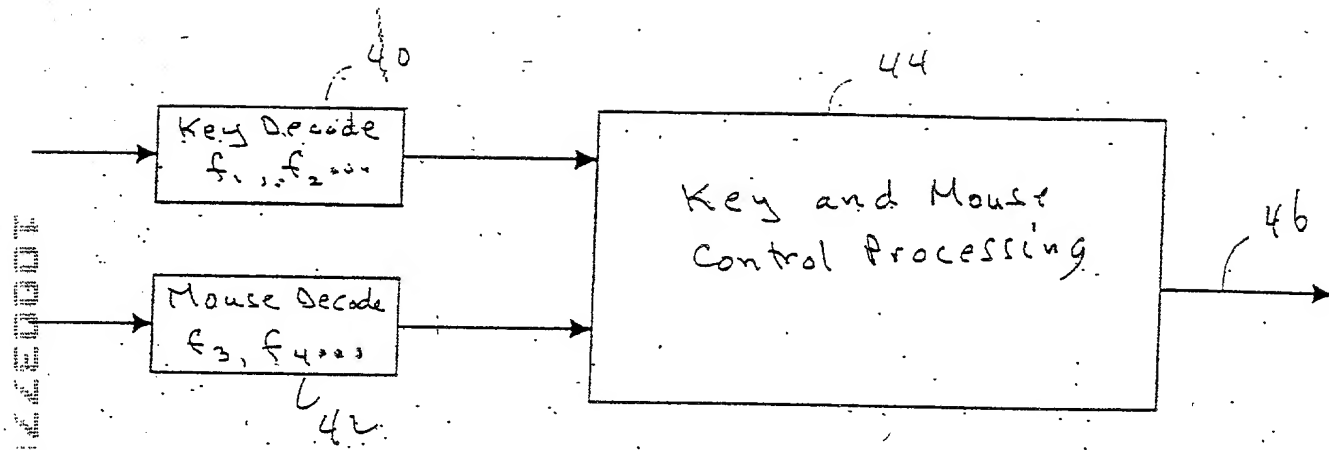 40
44
Key Decode
f1, f2...
Key and Mouse
Control Processing
46
Mouse Decode
f3, f4...
42